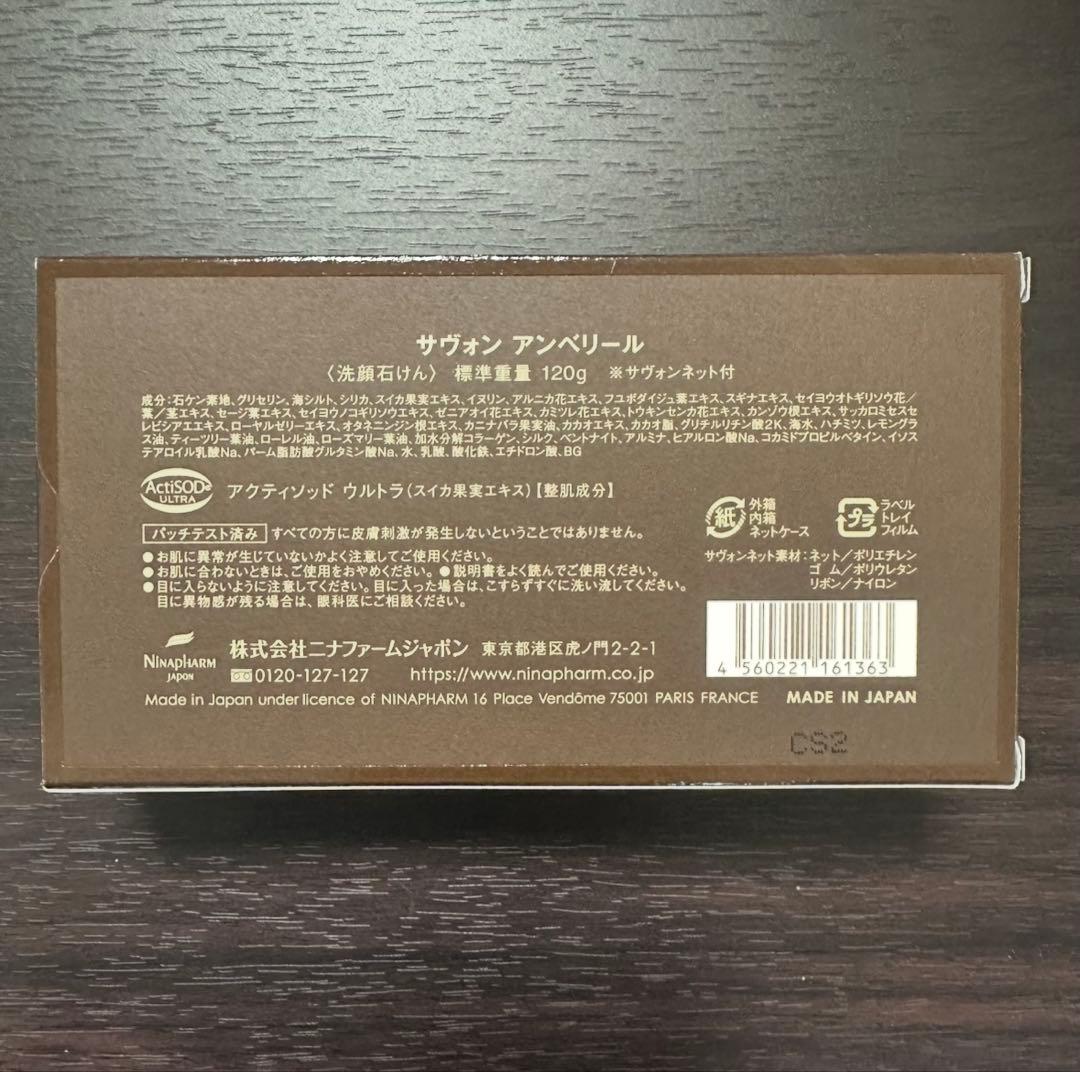 サヴォン アンベリール
〈洗顔石けん〉 標準重量 120g ※サヴォンネット付
成分:石ケン素地、グリセリン、海シルト、シリカ、スイカ果実エキス、イヌリン、アルニカ花エキス、フユボダイジュ葉エキス、スギナエキス、セイヨウオトギリソウ花/
葉/茎エキス、セージ葉エキス、セイヨウノコギリソウエキス、ゼニアオイ花エキス、カミツレ花エキス、トウキンセンカ花エキス、カンゾウ根エキス、サッカロミセスセ
レビシアエエキス、ローヤルゼリーエキス、オタネニンジン根エキス、カニナバラ果実油、カカオエキス、カカオ脂、グリチルリチン酸2K、海水、ハチミツ、レモングラ
ス油、ティーツリー葉油、ローレル油、ローズマリー葉油、加水分解コラーゲン、シルク、ベントナイト、アルミナ、ヒアルロン酸Na、コカミドプロピルベタイン、イソス
テアロイル乳酸Na、パーム脂肪酸グルタミン酸Na、水、乳酸、酸化鉄、エチドロン酸、BG
ActiSOD®
ULTRA
アクティソッド ウルトラ(スイカ果実エキス)【整肌成分】
パッチテスト済み すべての方に皮膚刺激が発生しないということではありません。
●お肌に異常が生じていないかよく注意してご使用ください。
●お肌に合わないときは、ご使用をおやめください。●説明書をよく読んでご使用ください。
●目に入らないように注意してください。目に入った場合は、こすらずすぐに洗い流してください。
目に異物感が残る場合は、眼科医にご相談ください。
紙
外箱
内箱
ネットケース
プラ
ラベル
トレイ
フィルム
サヴォンネット素材:ネット/ポリエチレン
ゴム/ポリウレタン
リボン/ナイロン
4 560221 161363
NINAPHARM
JAPON
株式会社ニナファームジャポン 東京都港区虎ノ門2-2-1
0120-127-127 https://www.ninapharm.co.jp
Made in Japan under licence of NINAPHARM 16 Place Vendôme 75001 PARIS FRANCE MADE IN JAPAN
CS2